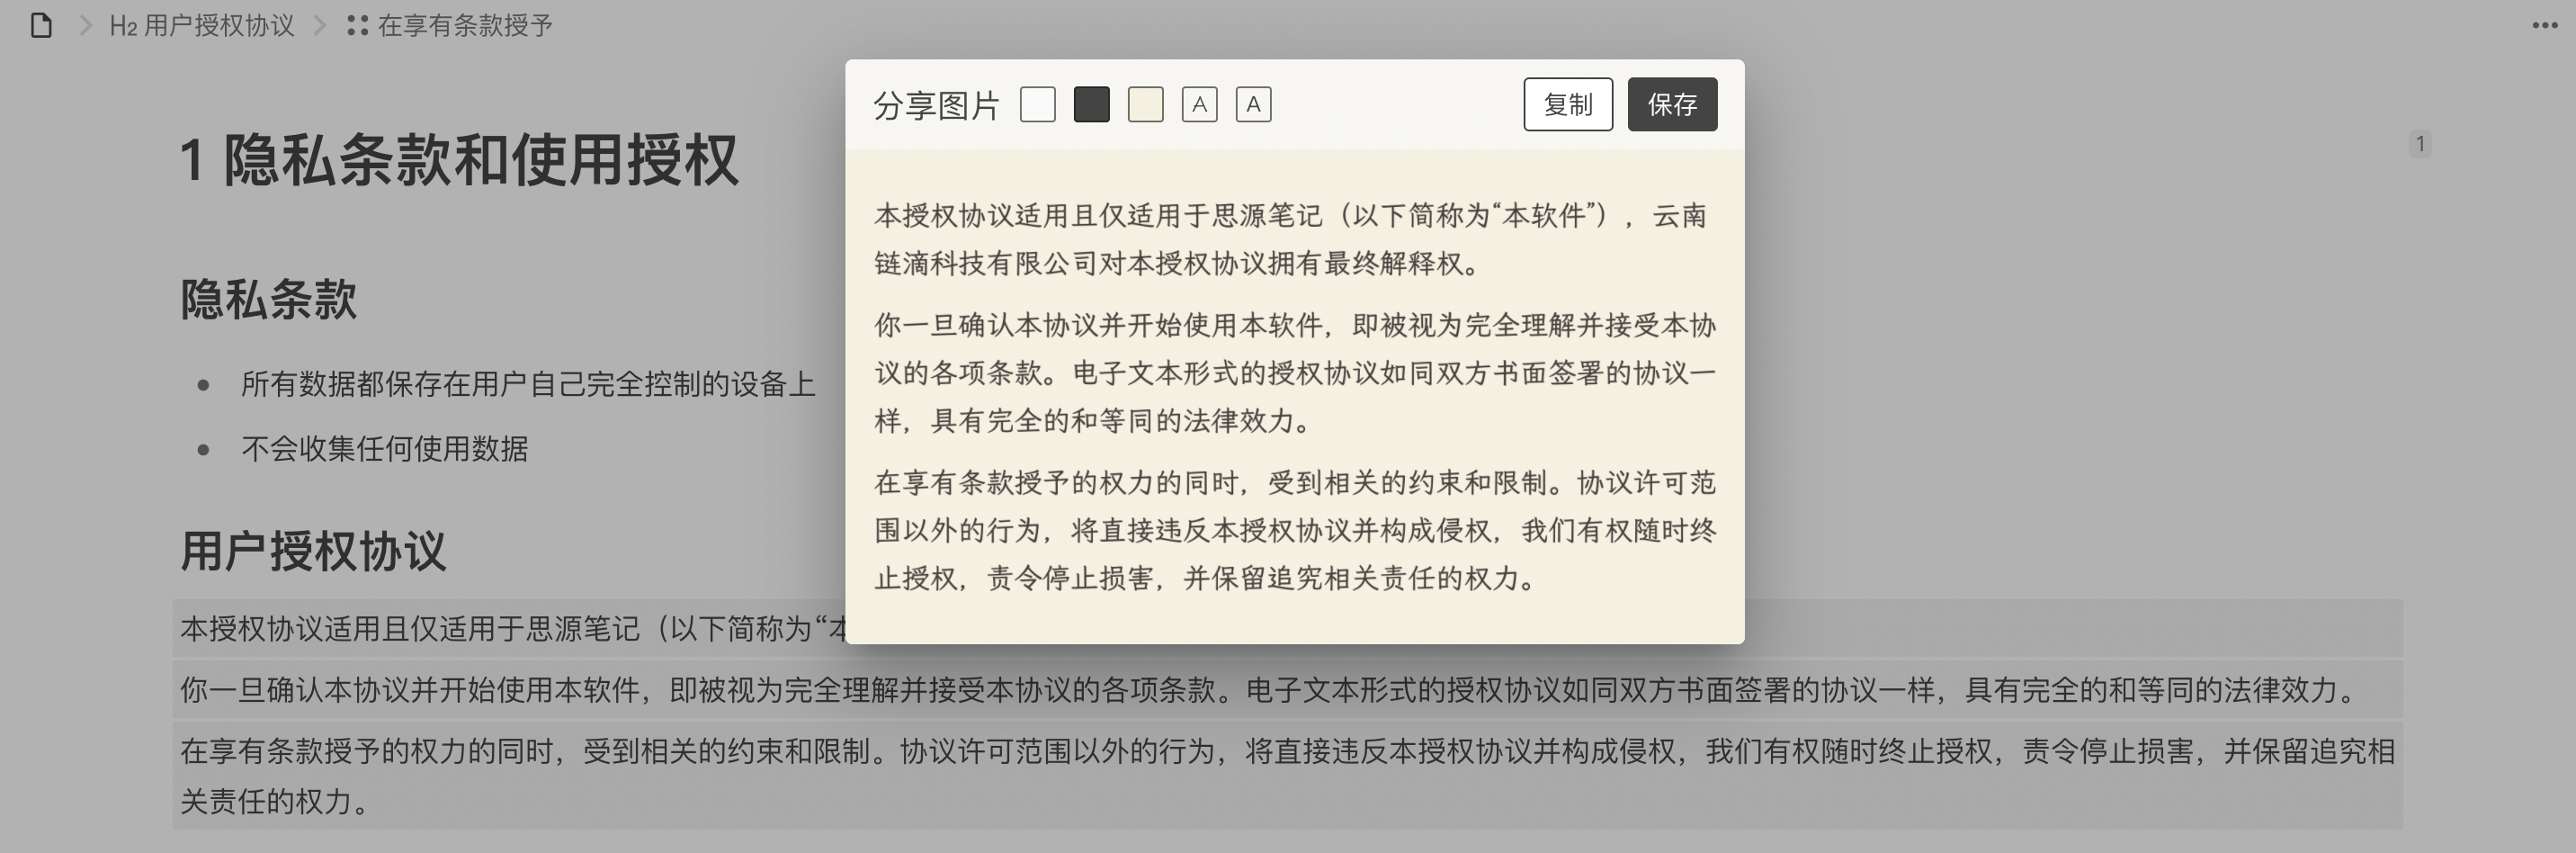 H2 用户授权协议 在享有条款授予
分享图片 A A 复制 保存
1 隐私条款和使用授权
1
隐私条款
所有数据都保存在用户自己完全控制的设备上
不会收集任何使用数据
用户授权协议
本授权协议适用且仅适用于思源笔记（以下简称为“本
你一旦确认本协议并开始使用本软件，即被视为完全理解并接受本协议的各项条款。电子文本形式的授权协议如同双方书面签署的协议一样，具有完全的和等同的法律效力。
在享有条款授予的权力的同时，受到相关的约束和限制。协议许可范围以外的行为，将直接违反本授权协议并构成侵权，我们有权随时终止授权，责令停止损害，并保留追究相
关责任的权力。
本授权协议适用且仅适用于思源笔记（以下简称为“本软件”），云南
链滴科技有限公司对本授权协议拥有最终解释权。
你一旦确认本协议并开始使用本软件，即被视为完全理解并接受本协
议的各项条款。电子文本形式的授权协议如同双方书面签署的协议一
样，具有完全的和等同的法律效力。
在享有条款授予的权力的同时，受到相关的约束和限制。协议许可范
围以外的行为，将直接违反本授权协议并构成侵权，我们有权随时终
止授权，责令停止损害，并保留追究相关责任的权力。